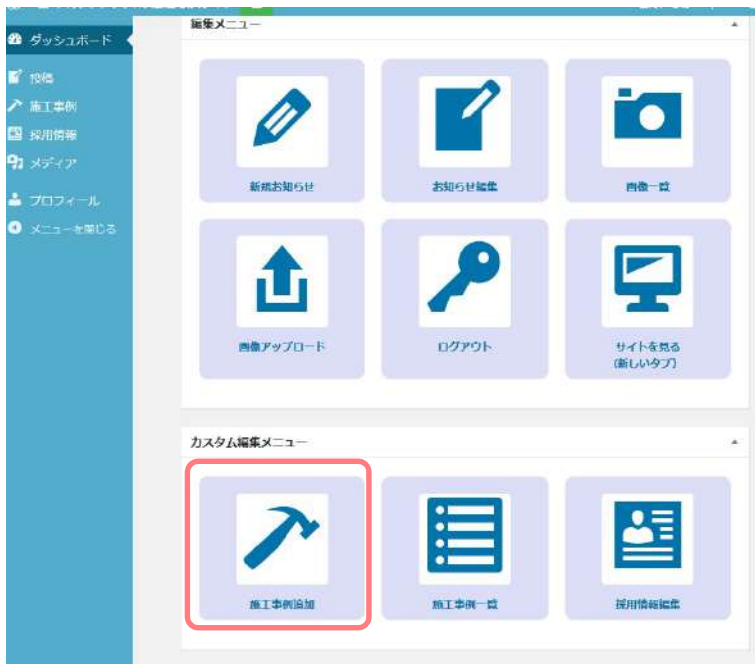 編集メニュー
ダッシュボード
投稿
施工事例
採用情報
メディア
プロフィール
メニューを閉じる
新規お知らせ
お知らせ編集
画像一覧
画像アップロード
ログアウト
サイトを見る
(新しいタブ)
カスタム編集メニュー
施工事例追加
施工事例一覧
採用情報編集